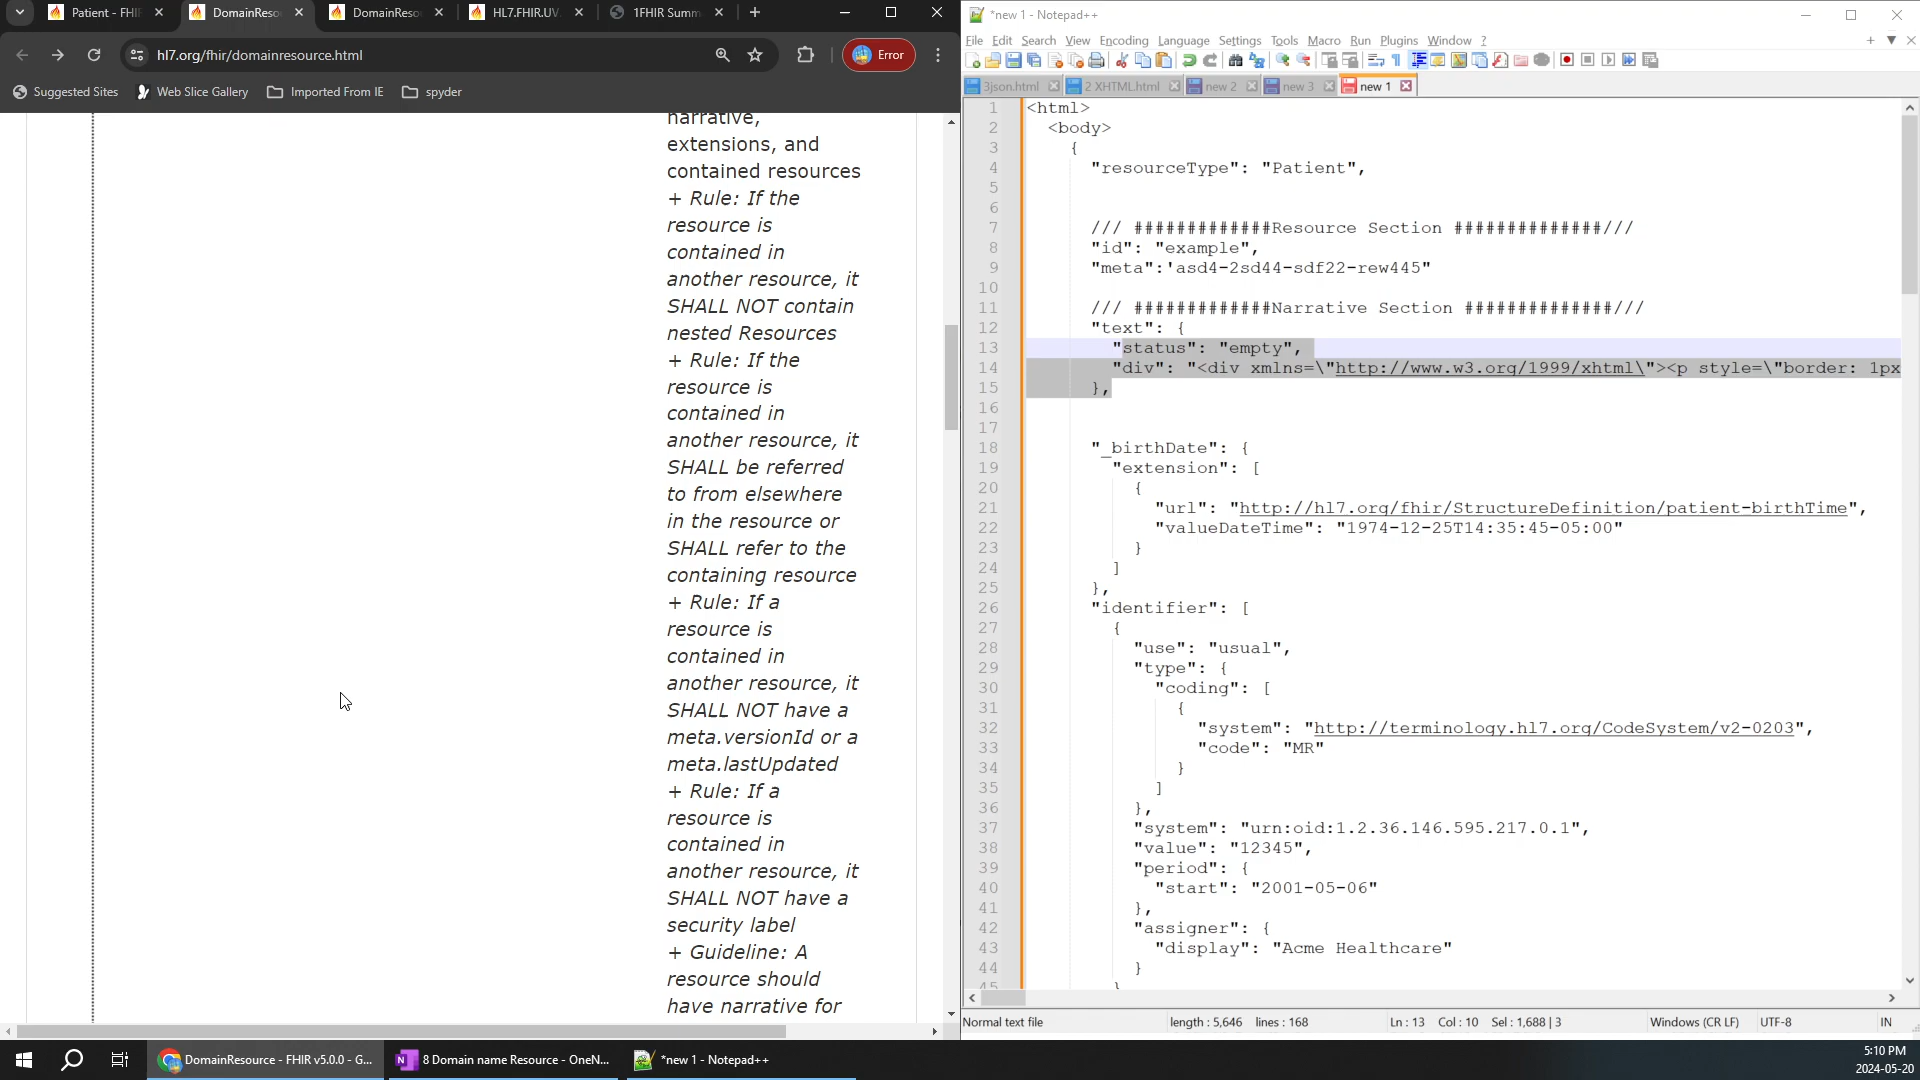 Patient - FHI
DomainReso
DomainReso
HL7.FHIR.UV.
1FHIR Summ
hl7.org/fhir/domainresource.html
Error
Suggested Sites
Web Slice Gallery
Imported From IE
spyder
narrative,
extensions, and
contained resources
+ Rule: If the
resource is
contained in
another resource, it
SHALL NOT contain
nested Resources
+ Rule: If the
resource is
contained in
another resource, it
SHALL be referred
to from elsewhere
in the resource or
SHALL refer to the
containing resource
+ Rule: If a
resource is
contained in
another resource, it
SHALL NOT have a
meta.versionId or a
meta.lastUpdated
+ Rule: If a
resource is
contained in
another resource, it
SHALL NOT have a
security label
+ Guideline: A
resource should
have narrative for
*new 1 - Notepad++
File Edit Search View Encoding Language Settings Tools Macro Run Plugins Window ?
3json.html
2 XHTML.html
new 2
new 3
new 1
1 <html>
2 <body>
3 {
4 "resourceType": "Patient",
5
6
7 /// #############Resource Section ##############///
8 "id": "example",
9 "meta":'asd4-2sd44-sdf22-rew445"
10
11 /// #############Narrative Section ##############///
12 "text": {
13 "status": "empty",
14 "div": "<div xmlns=\"http://www.w3.org/1999/xhtml\"><p style=\"border: 1px
15 },
16
17
18 "_birthDate": {
19 "extension": [
20 {
21 "url": "http://hl7.org/fhir/StructureDefinition/patient-birthTime",
22 "valueDateTime": "1974-12-25T14:35:45-05:00"
23 }
24 ]
25 },
26 "identifier": [
27 {
28 "use": "usual",
29 "type": {
30 "coding": [
31 {
32 "system": "http://terminology.hl7.org/CodeSystem/v2-0203",
33 "code": "MR"
34 }
35 ]
36 },
37 "system": "urn:oid:1.2.36.146.595.217.0.1",
38 "value": "12345",
39 "period": {
40 "start": "2001-05-06"
41 },
42 "assigner": {
43 "display": "Acme Healthcare"
44 }
45 }
Normal text file
length : 5,646 lines : 168
Ln : 13 Col : 10 Sel : 1,688 | 3
Windows (CR LF)
UTF-8
IN
DomainResource - FHIR v5.0.0 - G...
8 Domain name Resource - OneN...
*new 1 - Notepad++
5:10 PM
2024-05-20